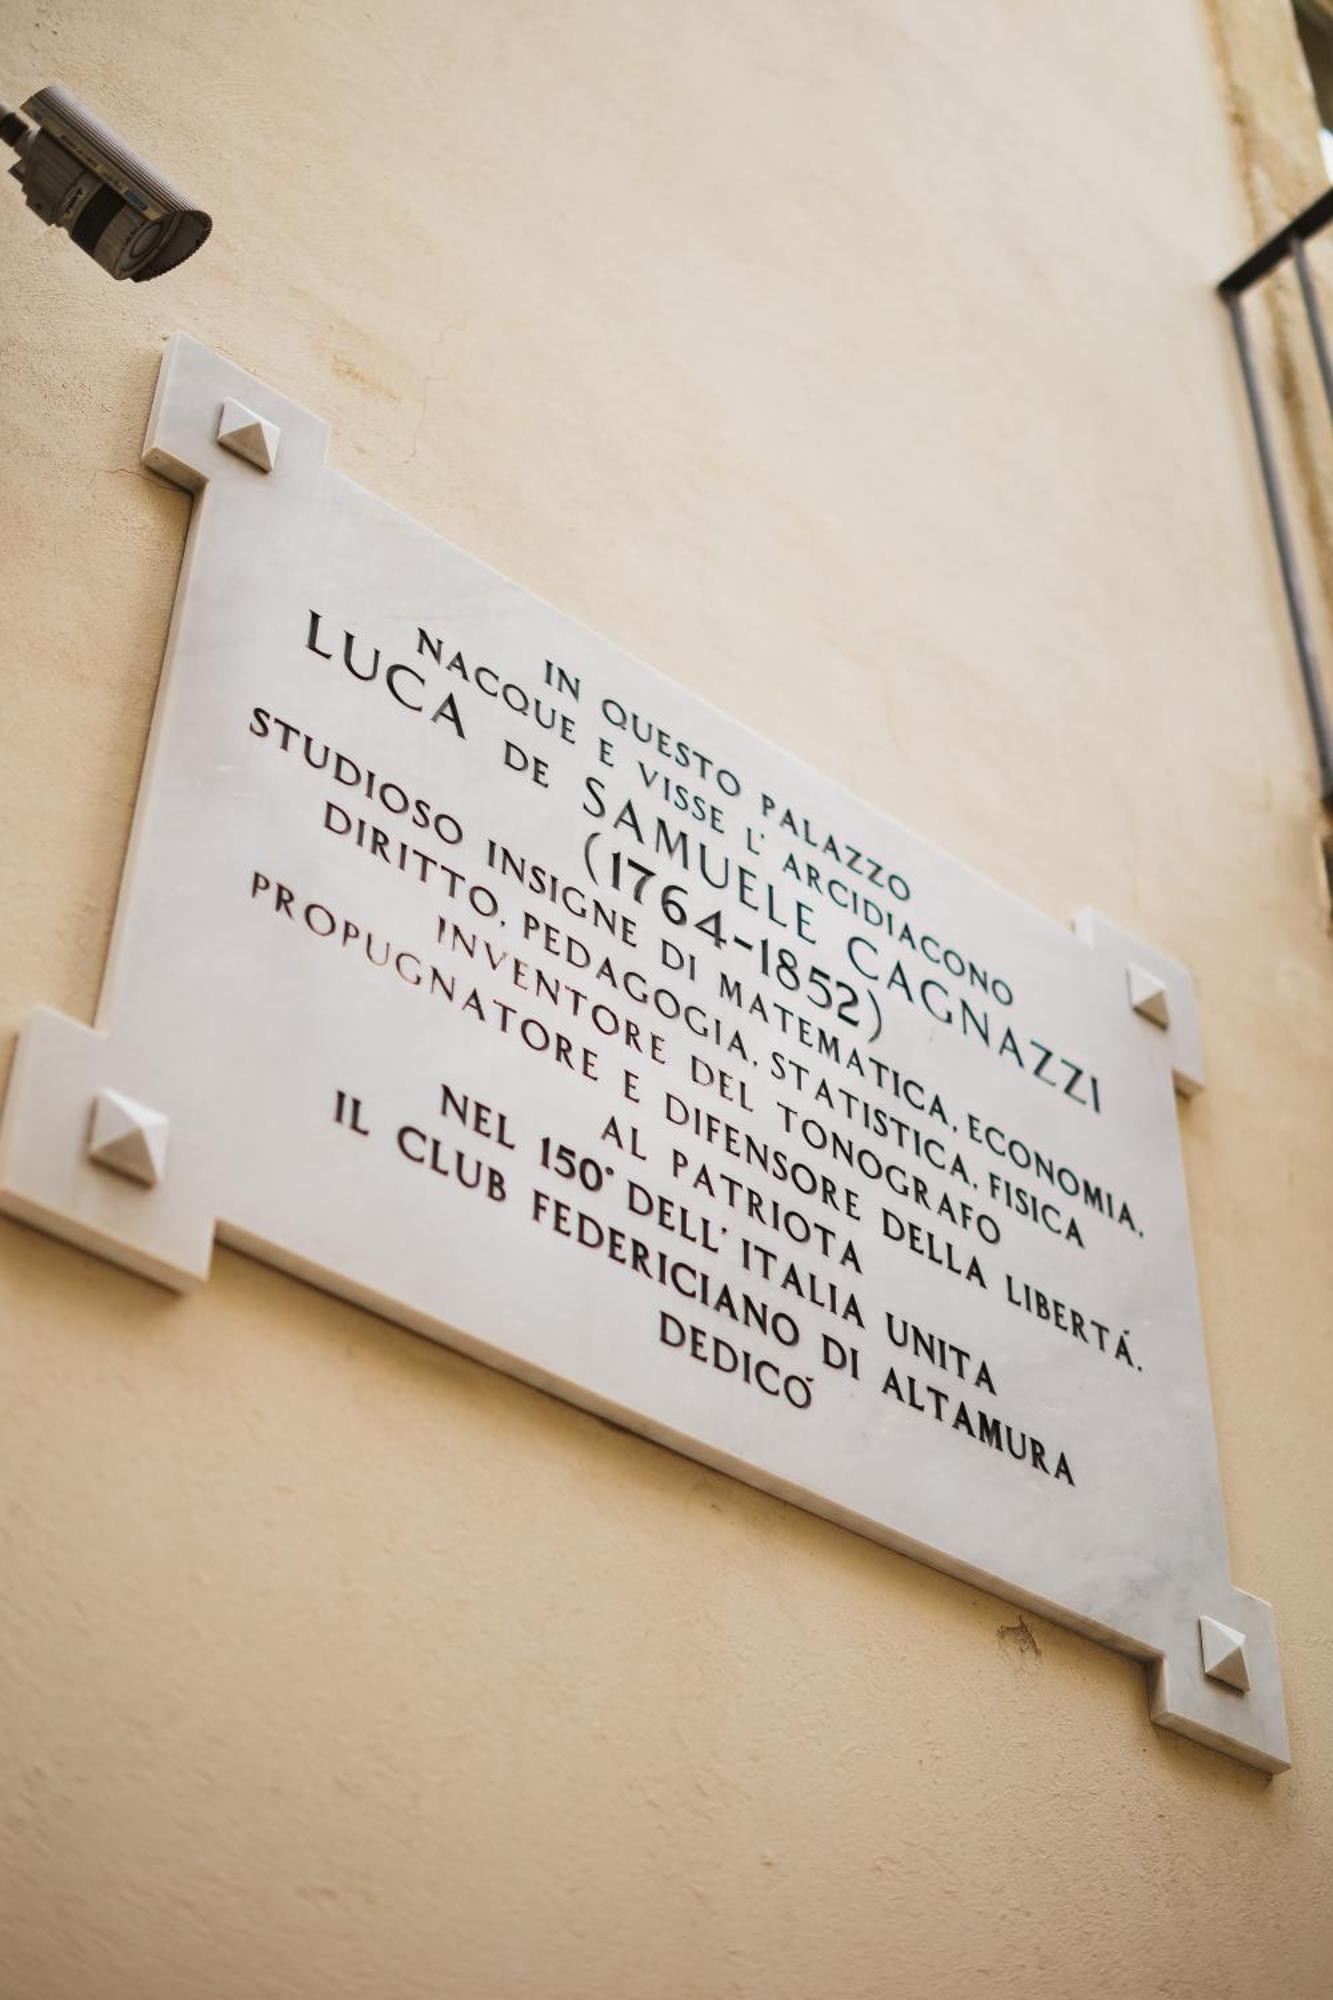 IN QUESTO PALAZZO
NACQUE E VISSE L' ARCIDIACONO
LUCA DE SAMUELE CAGNAZZI
(1764-1852)
STUDIOSO INSIGNE DI MATEMATICA, ECONOMIA,
DIRITTO, PEDAGOGIA, STATISTICA, FISICA
INVENTORE DEL TONOGRAFO
PROPUGNATORE E DIFENSORE DELLA LIBERTÁ.
AL PATRIOTA
NEL 150° DELL' ITALIA UNITA
IL CLUB FEDERICIANO DI ALTAMURA
DEDICÓ